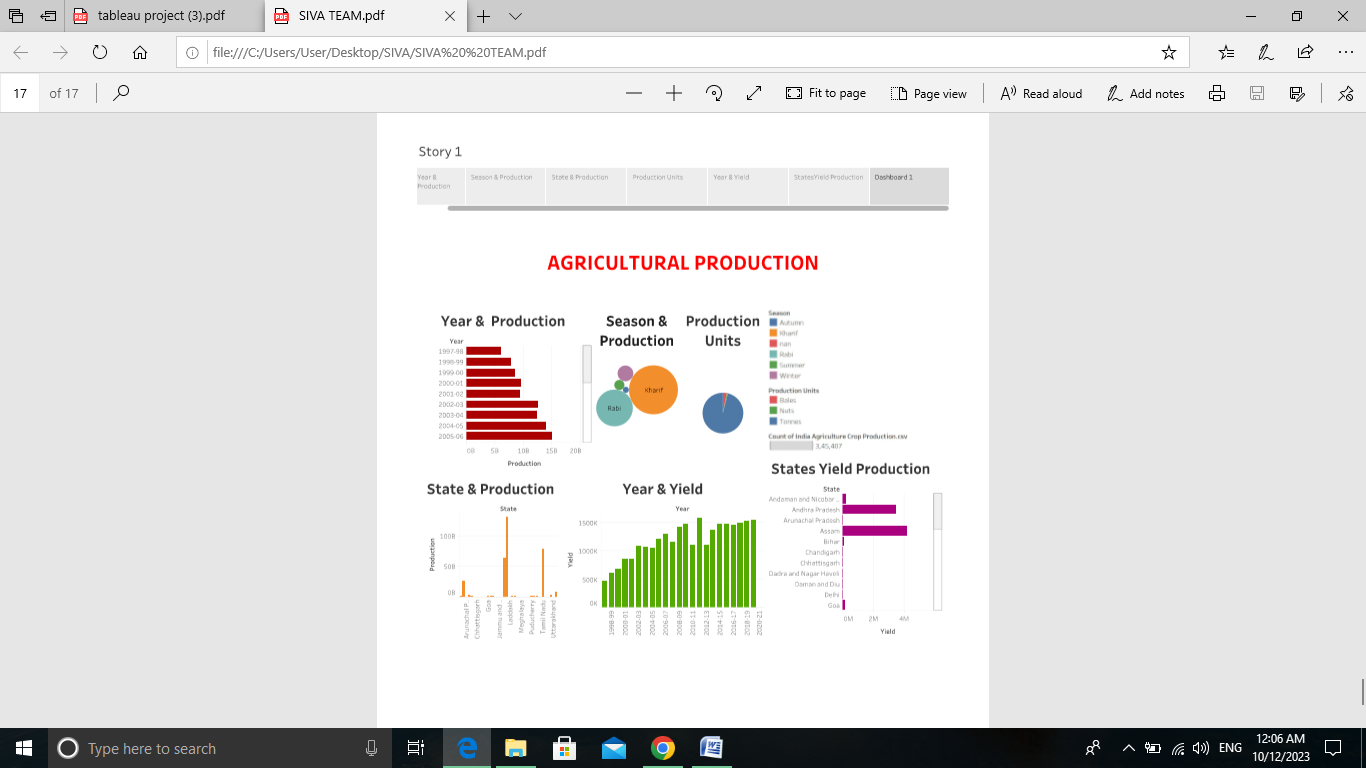 tableau project (3).pdf
SIVA TEAM.pdf
file:///C:/Users/User/Desktop/SIVA/SIVA%20%20TEAM.pdf
17 of 17
Fit to page
Page view
Read aloud
Add notes
Story 1
Year & Production
Season & Production
State & Production
Production Units
Year & Yield
StatesYield Production
Dashboard 1
AGRICULTURAL PRODUCTION
Year & Production
Year
1997-98
1998-99
1999-00
2000-01
2001-02
2002-03
2003-04
2004-05
2005-06
0B 5B 10B 15B 20B
Production
Season &
Production
Kharif
Rabi
Production
Units
Season
Autumn
Kharif
nan
Rabi
Summer
Winter
Production Units
Bales
Nuts
Tonnes
Count of India Agriculture Crop Production.csv
3,45,407
State & Production
State
Production
100B
50B
0B
Arunachal P..
Chhattisgarh
Goa
Jammu and ..
Ladakh
Meghalaya
Puducherry
Tamil Nadu
Uttarakhand
Year & Yield
Year
Yield
1500K
1000K
500K
0K
1998-99
2000-01
2002-03
2004-05
2006-07
2008-09
2010-11
2012-13
2014-15
2016-17
2018-19
2020-21
States Yield Production
State
Andaman and Nicobar ..
Andhra Pradesh
Arunachal Pradesh
Assam
Bihar
Chandigarh
Chhattisgarh
Dadra and Nagar Haveli
Daman and Diu
Delhi
Goa
0M 2M 4M
Yield
Type here to search
ENG
12:06 AM
10/12/2023